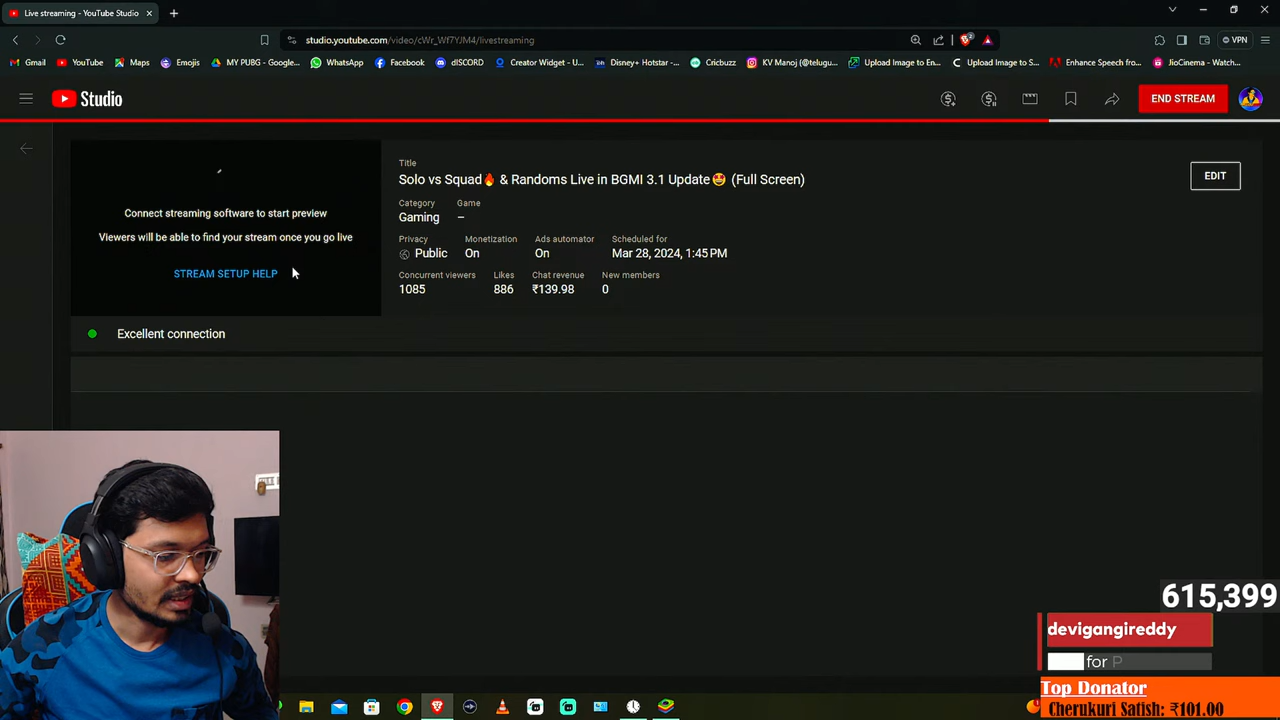 Live streaming - YouTube Studio
studio.youtube.com/video/cWr_Wf7YJM4/livestreaming
2
VPN
Gmail
YouTube
Maps
Emojis
MY PUBG - Google...
WhatsApp
Facebook
dISCORD
Creator Widget - U...
Disney+ Hotstar -...
Cricbuzz
KV Manoj (@telugu...
Upload Image to En...
Upload Image to S...
Enhance Speech from...
JioCinema - Watch...
Studio
END STREAM
Connect streaming software to start preview
Viewers will be able to find your stream once you go live
STREAM SETUP HELP
Title
Solo vs Squad🔥 & Randoms Live in BGMI 3.1 Update🤩 (Full Screen)
EDIT
Category Game
Gaming –
Privacy Monetization Ads automator Scheduled for
Public On On Mar 28, 2024, 1:45 PM
Concurrent viewers Likes Chat revenue New members
1085 886 ₹139.98 0
Excellent connection
615,399
devigangireddy
for P
Top Donator
Cherukuri Satish: ₹101.00